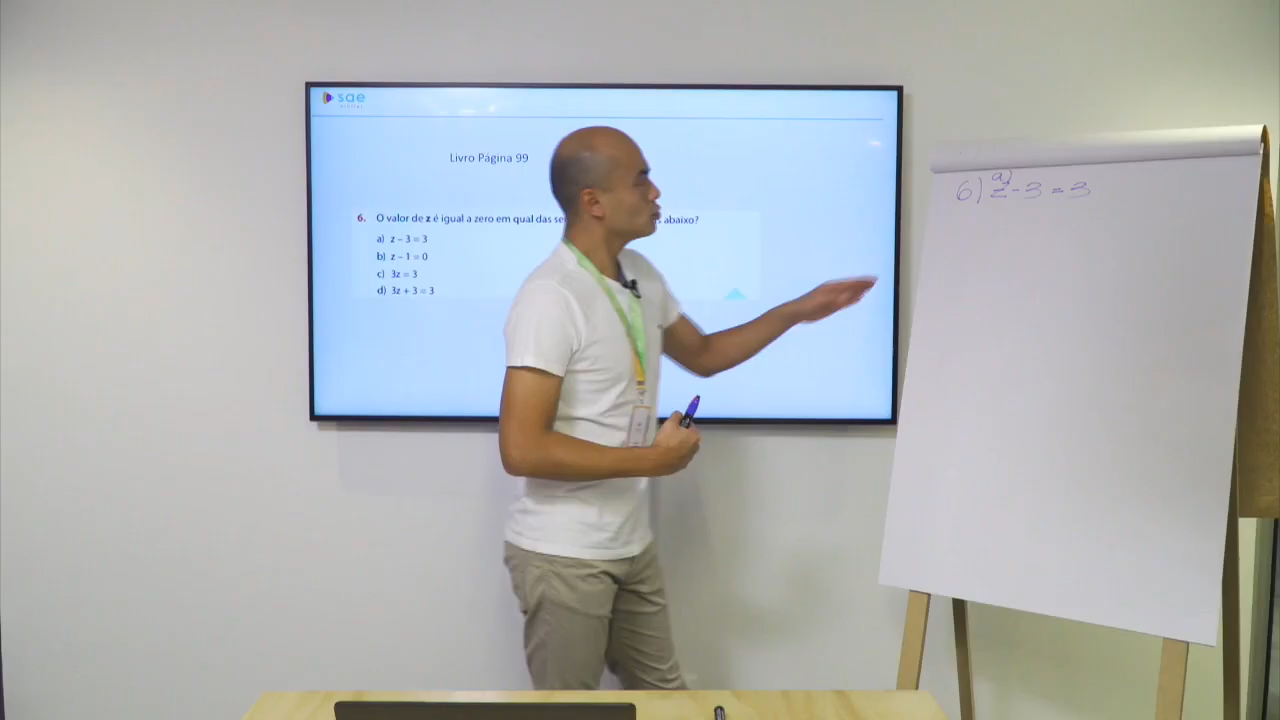 sae
Livro Página 99
6. O valor de z é igual a zero em qual das abaixo?
a) z – 3 = 3
b) z – 1 = 0
c) 3z = 3
d) 3z + 3 = 3
6) a) z - 3 = 3